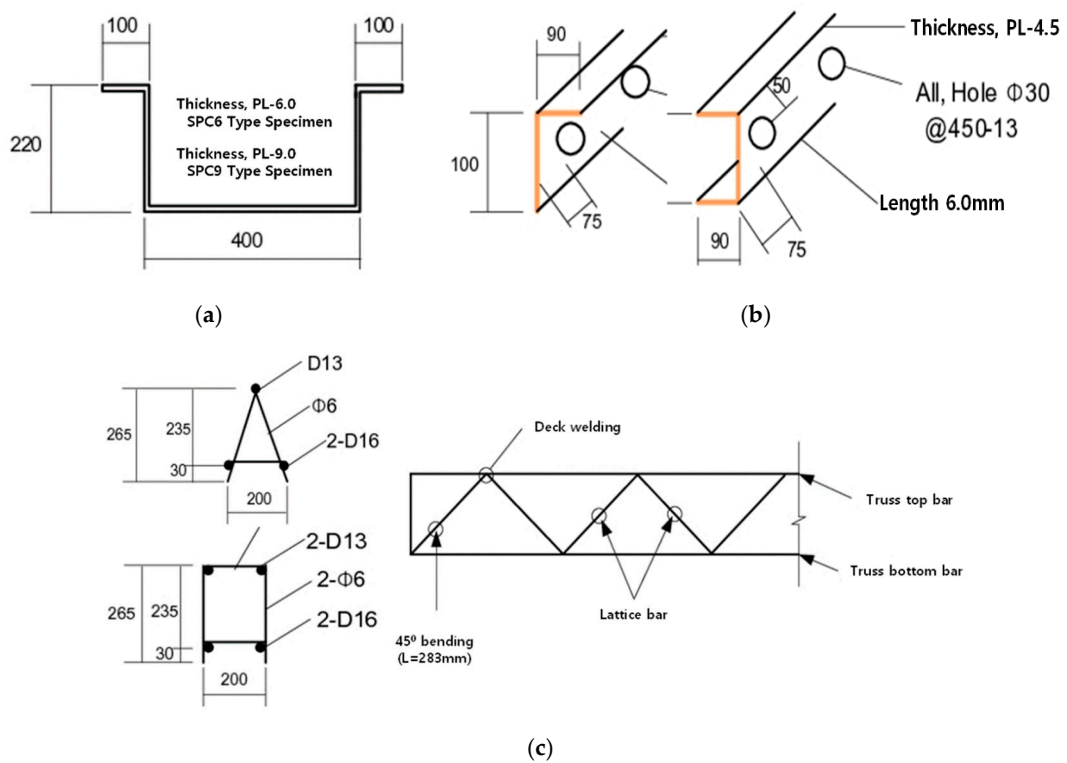 100
100
220
Thickness, PL-6.0
SPC6 Type Specimen
Thickness, PL-9.0
SPC9 Type Specimen
400
(a)
90
100
75
50
90
75
Thickness, PL-4.5
All, Hole Φ30
@450-13
Length 6.0mm
(b)
265
235
30
200
D13
Φ6
2-D16
265
235
30
200
2-D13
2-Φ6
2-D16
Deck welding
Truss top bar
Truss bottom bar
Lattice bar
45º bending
(L=283mm)
(c)